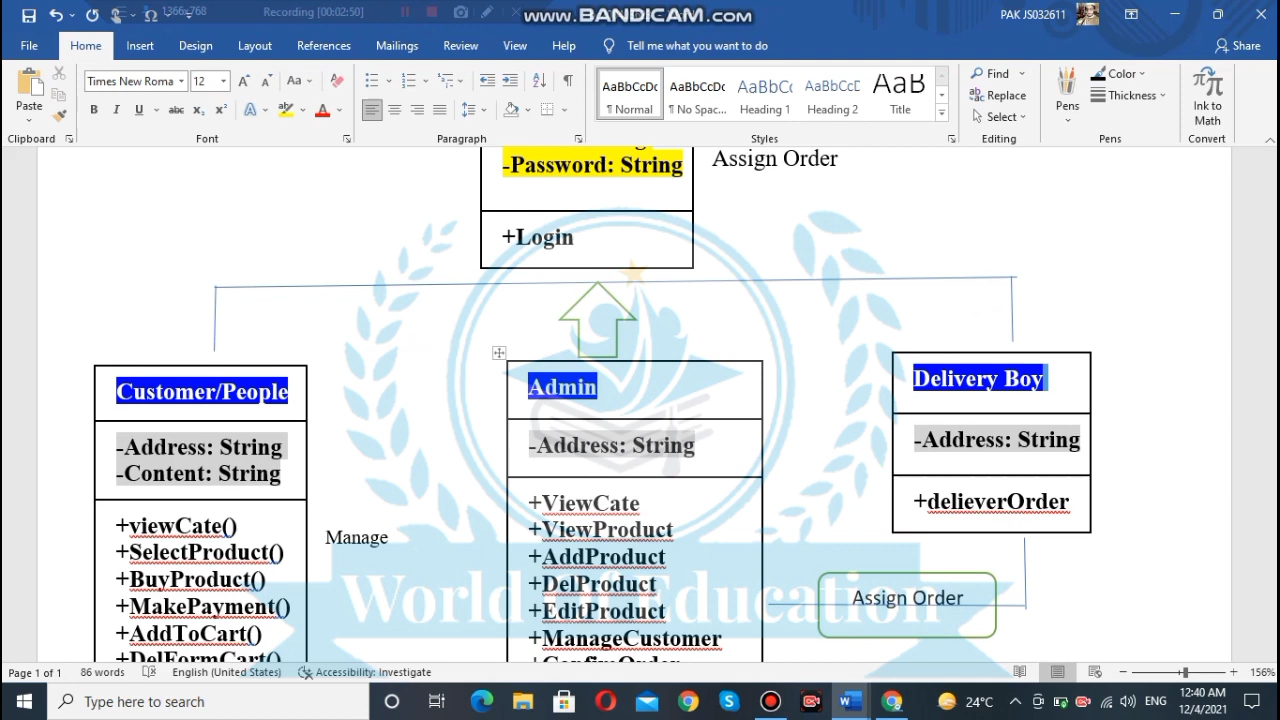 1366x768
Recording [00:02:50]
www.BANDICAM.com
PAK JS032611
File Home Insert Design Layout References Mailings Review View Help Tell me what you want to do Share
Times New Roma 12 Aa
AaBbCcDc AaBbCcDc AaBbCc AaBbCcD AaB
Find
Color
Paste
Replace
Pens
Thickness
Ink to
Math
¶ Normal ¶ No Spac... Heading 1 Heading 2 Title
Select
Clipboard Font Paragraph Styles Editing Pens Convert
-Password: String
Assign Order
+Login
Customer/People
-Address: String
-Content: String
+viewCate()
+SelectProduct()
+BuyProduct()
+MakePayment()
+AddToCart()
+DelFormCart()
Manage
Admin
-Address: String
+ViewCate
+ViewProduct
+AddProduct
+DelProduct
+EditProduct
+ManageCustomer
+ConfirmOrder
Delivery Boy
-Address: String
+delieverOrder
Assign Order
World of Education
Page 1 of 1 86 words English (United States) Accessibility: Investigate 156%
Type here to search
24°C
ENG
12:40 AM
12/4/2021